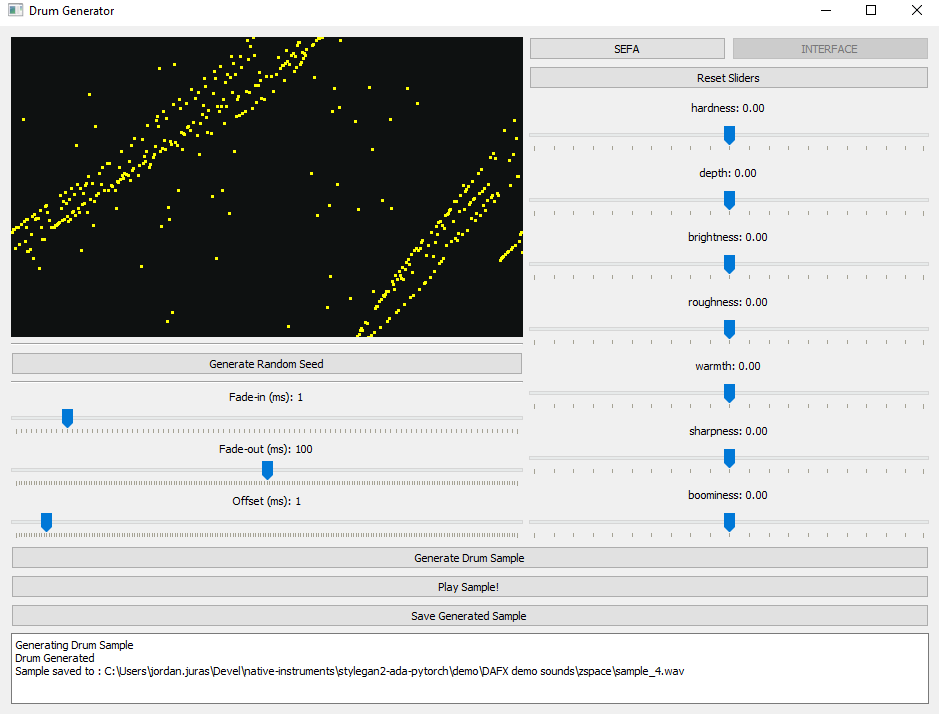 Drum Generator
SEFA
INTERFACE
Reset Sliders
hardness: 0.00
depth: 0.00
brightness: 0.00
roughness: 0.00
warmth: 0.00
sharpness: 0.00
boominess: 0.00
Generate Random Seed
Fade-in (ms): 1
Fade-out (ms): 100
Offset (ms): 1
Generate Drum Sample
Play Sample!
Save Generated Sample
Generating Drum Sample
Drum Generated
Sample saved to : C:\Users\jordan.juras\Devel\native-instruments\stylegan2-ada-pytorch\demo\DAFX demo sounds\zspace\sample_4.wav